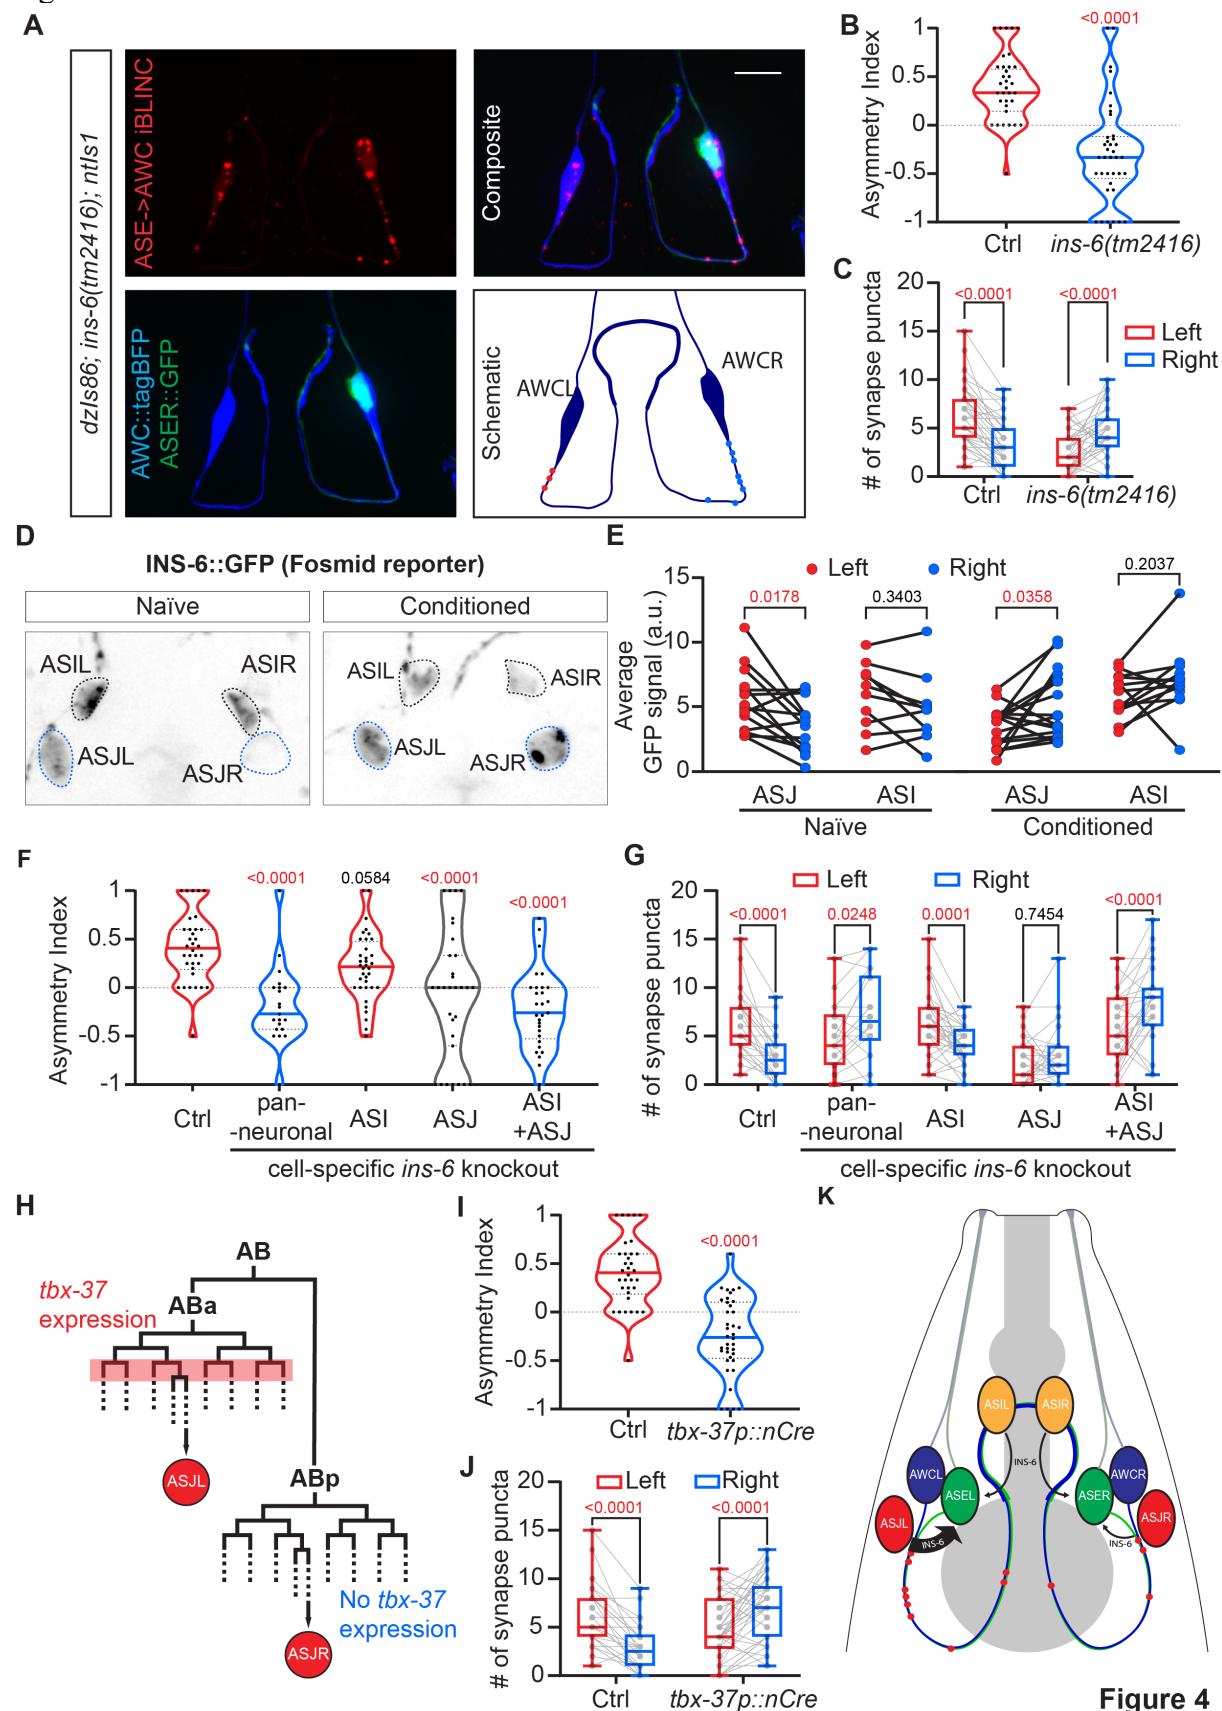 A
dzIs86; ins-6(tm2416); ntIs1
ASE->AWC iBLINC
Composite
AWC::tagBFP
ASER::GFP
Schematic
AWCL
AWCR
B
Asymmetry Index
1
0.5
0
-0.5
-1
<0.0001
Ctrl
ins-6(tm2416)
C
# of synapse puncta
20
15
10
5
0
<0.0001
<0.0001
Left
Right
Ctrl
ins-6(tm2416)
D
INS-6::GFP (Fosmid reporter)
Naïve
Conditioned
ASIL
ASIR
ASJL
ASJR
ASIL
ASIR
ASJL
ASJR
E
Left
Right
Average
GFP signal (a.u.)
15
10
5
0
0.0178
0.3403
0.0358
0.2037
ASJ
ASI
ASJ
ASI
Naïve
Conditioned
F
Asymmetry Index
1
0.5
0
-0.5
-1
<0.0001
0.0584
<0.0001
<0.0001
Ctrl
pan-
-neuronal
ASI
ASJ
ASI
+ASJ
cell-specific ins-6 knockout
G
Left
Right
# of synapse puncta
20
15
10
5
0
<0.0001
0.0248
0.0001
0.7454
<0.0001
Ctrl
pan-
-neuronal
ASI
ASJ
ASI
+ASJ
cell-specific ins-6 knockout
H
AB
tbx-37
expression
ABa
ASJL
ABp
No tbx-37
expression
ASJR
I
Asymmetry Index
1
0.5
0
-0.5
-1
<0.0001
Ctrl
tbx-37p::nCre
J
Left
Right
# of synapse puncta
20
15
10
5
0
<0.0001
<0.0001
Ctrl
tbx-37p::nCre
K
ASIL
ASIR
INS-6
AWCL
ASEL
ASER
AWCR
ASJL
ASJR
INS-6
INS-6
Figure 4